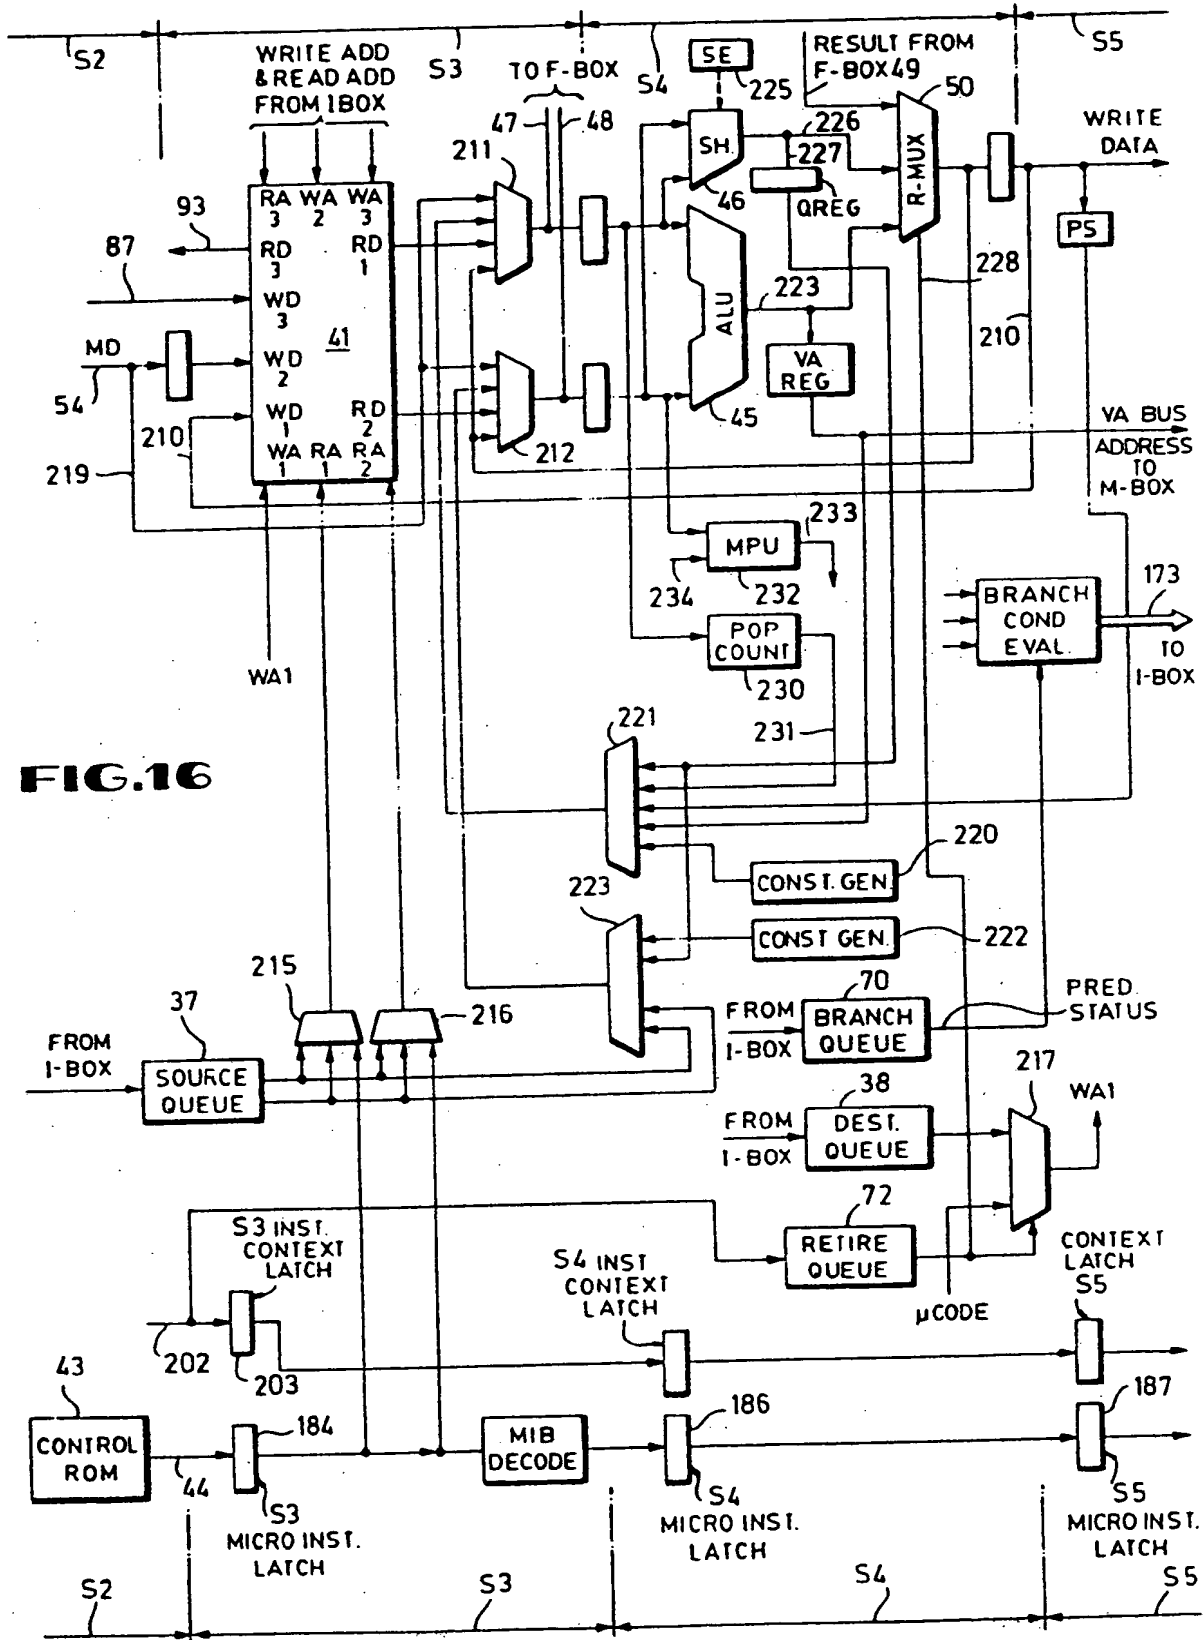 S2
S3
S4
S5
WRITE ADD
& READ ADD
FROM IBOX
TO F-BOX
47
48
SE
225
RESULT FROM
F-BOX 49
50
211
SH.
46
226
227
QREG
R-MUX
WRITE
DATA
PS
93
87
RA
3
WA
2
WA
3
RD
3
RD
1
WD
3
41
MD
54
WD
2
WD
1
RD
2
WA
1
RA
1
RA
2
210
219
212
ALU
45
223
VA
REG
228
210
VA BUS
ADDRESS
TO
M-BOX
MPU
232
233
234
POP
COUNT
230
231
BRANCH
COND
EVAL.
173
TO
I-BOX
WA1
221
FIG.16
CONST. GEN.
220
223
CONST GEN.
222
215
216
37
FROM
I-BOX
SOURCE
QUEUE
70
FROM
I-BOX
BRANCH
QUEUE
PRED.
STATUS
38
FROM
I-BOX
DEST.
QUEUE
217
WA1
72
RETIRE
QUEUE
µCODE
S3 INST.
CONTEXT
LATCH
S4 INST
CONTEXT
LATCH
CONTEXT
LATCH
S5
202
203
43
CONTROL
ROM
44
184
MIB
DECODE
186
187
S3
MICRO INST.
LATCH
S4
MICRO INST.
LATCH
S5
MICRO INST.
LATCH
S2
S3
S4
S5